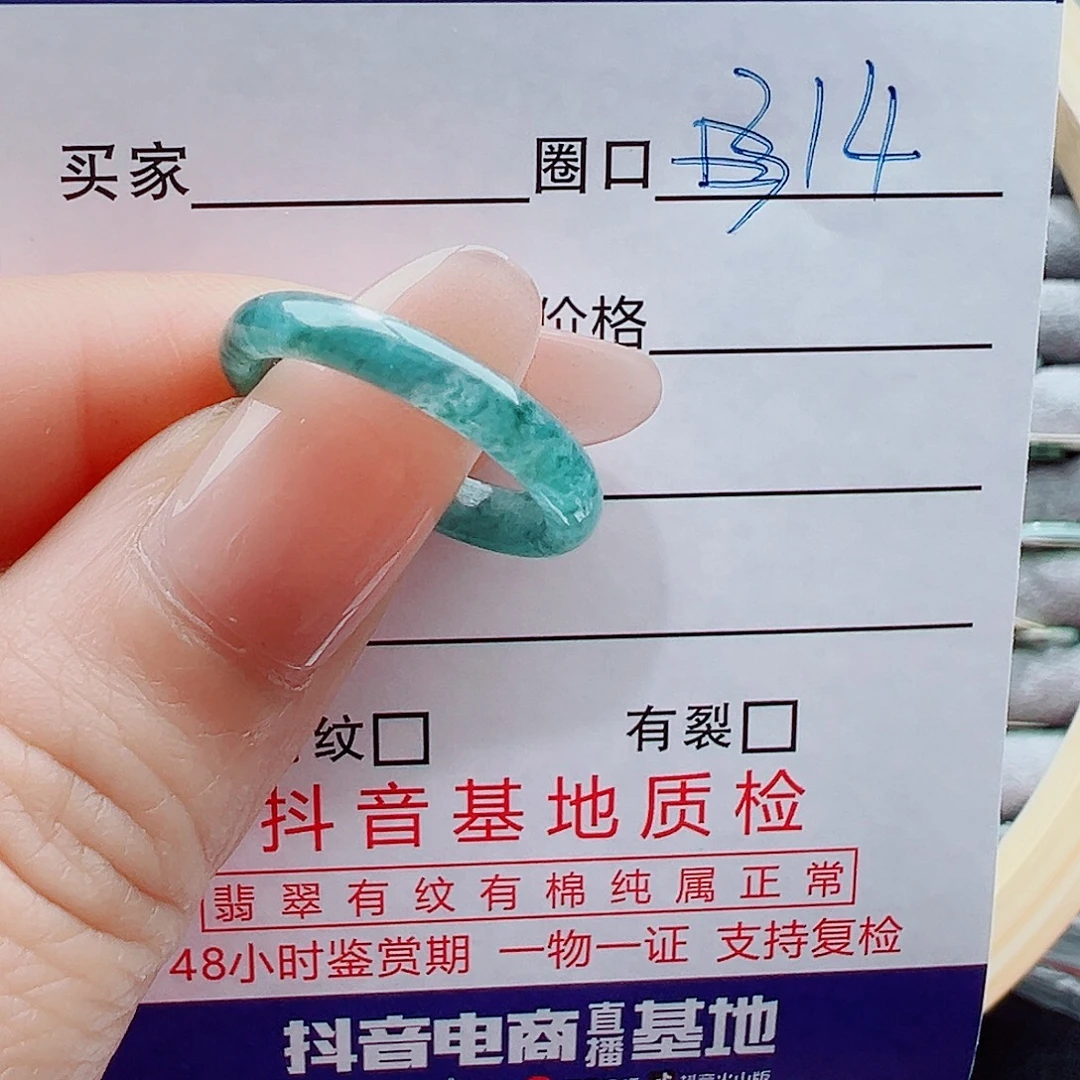 买家 圈口 14
价格
纹 有裂
抖音基地质检
翡翠有纹有棉纯属正常
48小时鉴赏期 一物一证 支持复检
抖音电商直播基地